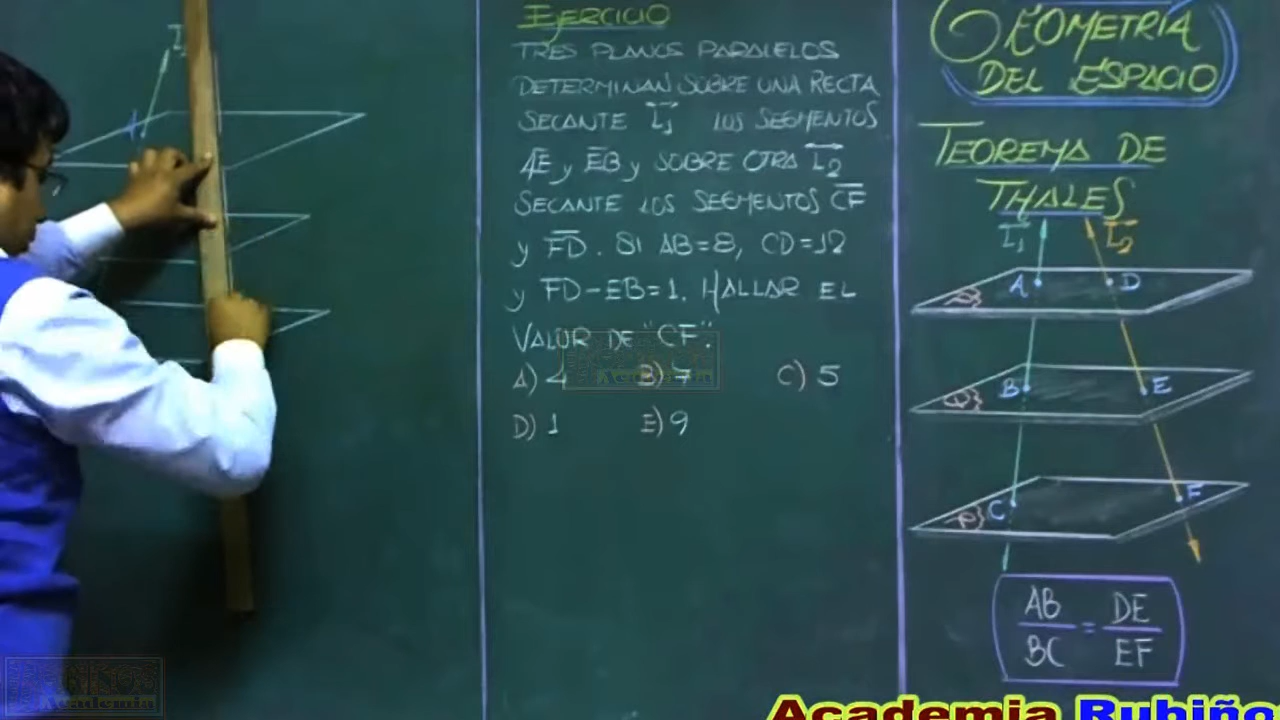 EJERCICIO
TRES PLANOS PARALELOS
DETERMINAN SOBRE UNA RECTA
SECANTE L₁ LOS SEGMENTOS
AE y EB y SOBRE OTRA L₂
SECANTE LOS SEGMENTOS CF
y FD. SI AB=8, CD=12
y FD-EB=1. HALLAR EL
VALOR DE "CF":
A) 4 B) 7 C) 5
D) 1 E) 9
GEOMETRIA
DEL ESPACIO
TEOREMA DE
THALES
L₁ L₂
A D
B E
C F
AB/BC = DE/EF
Academia Rubiño
Academia